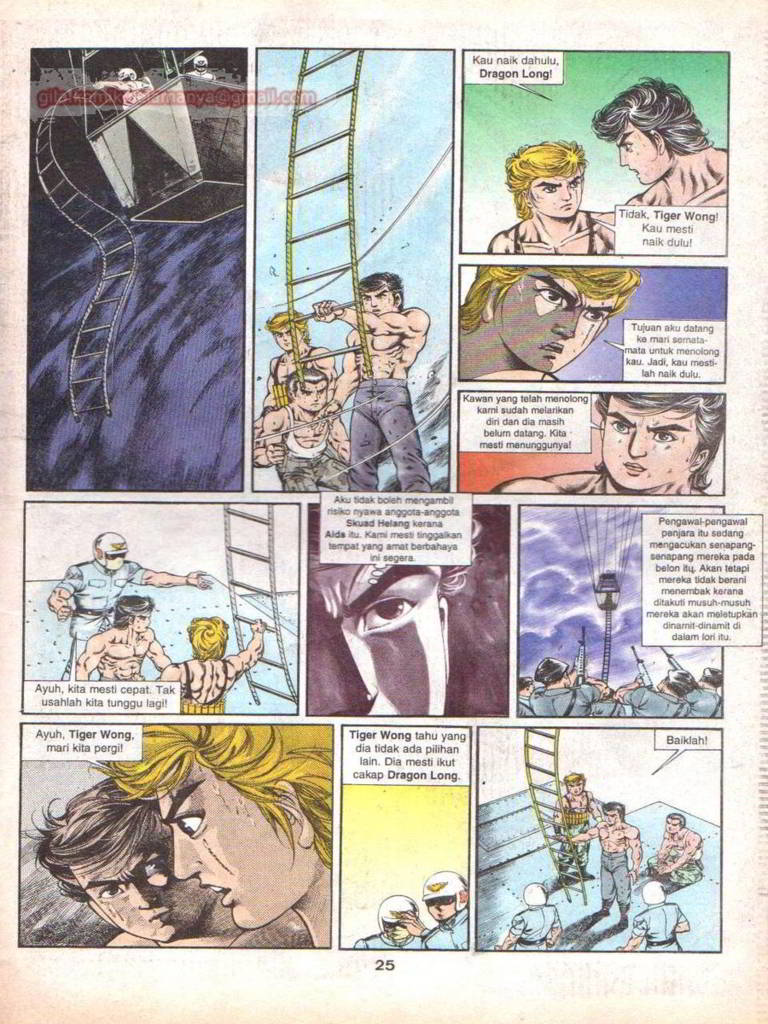 Kau naik dahulu,
Dragon Long!
Tidak, Tiger Wong!
Kau mesti
naik dulu!
Tujuan aku datang
ke mari semata-
mata untuk menolong
kau. Jadi, kau mesti-
lah naik dulu.
Kawan yang telah menolong
kami sudah melarikan
diri dan dia masih
belum datang. Kita
mesti menunggunya!
Ayuh, kita mesti cepat. Tak
usahlah kita tunggu lagi!
Aku tidak boleh mengambil
risiko nyawa anggota-anggota
Skuad Helang kerana
Aids itu. Kami mesti tinggalkan
tempat yang amat berbahaya
ini segera.
Pengawal-pengawal
penjara itu sedang
mengacukan senapang-
senapang mereka pada
belon itu. Akan tetapi
mereka tidak berani
menembak kerana
ditakuti musuh-musuh
mereka akan meletupkan
dinamit-dinamit di
dalam lori itu.
Ayuh, Tiger Wong,
mari kita pergi!
Tiger Wong tahu yang
dia tidak ada pilihan
lain. Dia mesti ikut
cakap Dragon Long.
Baiklah!
25